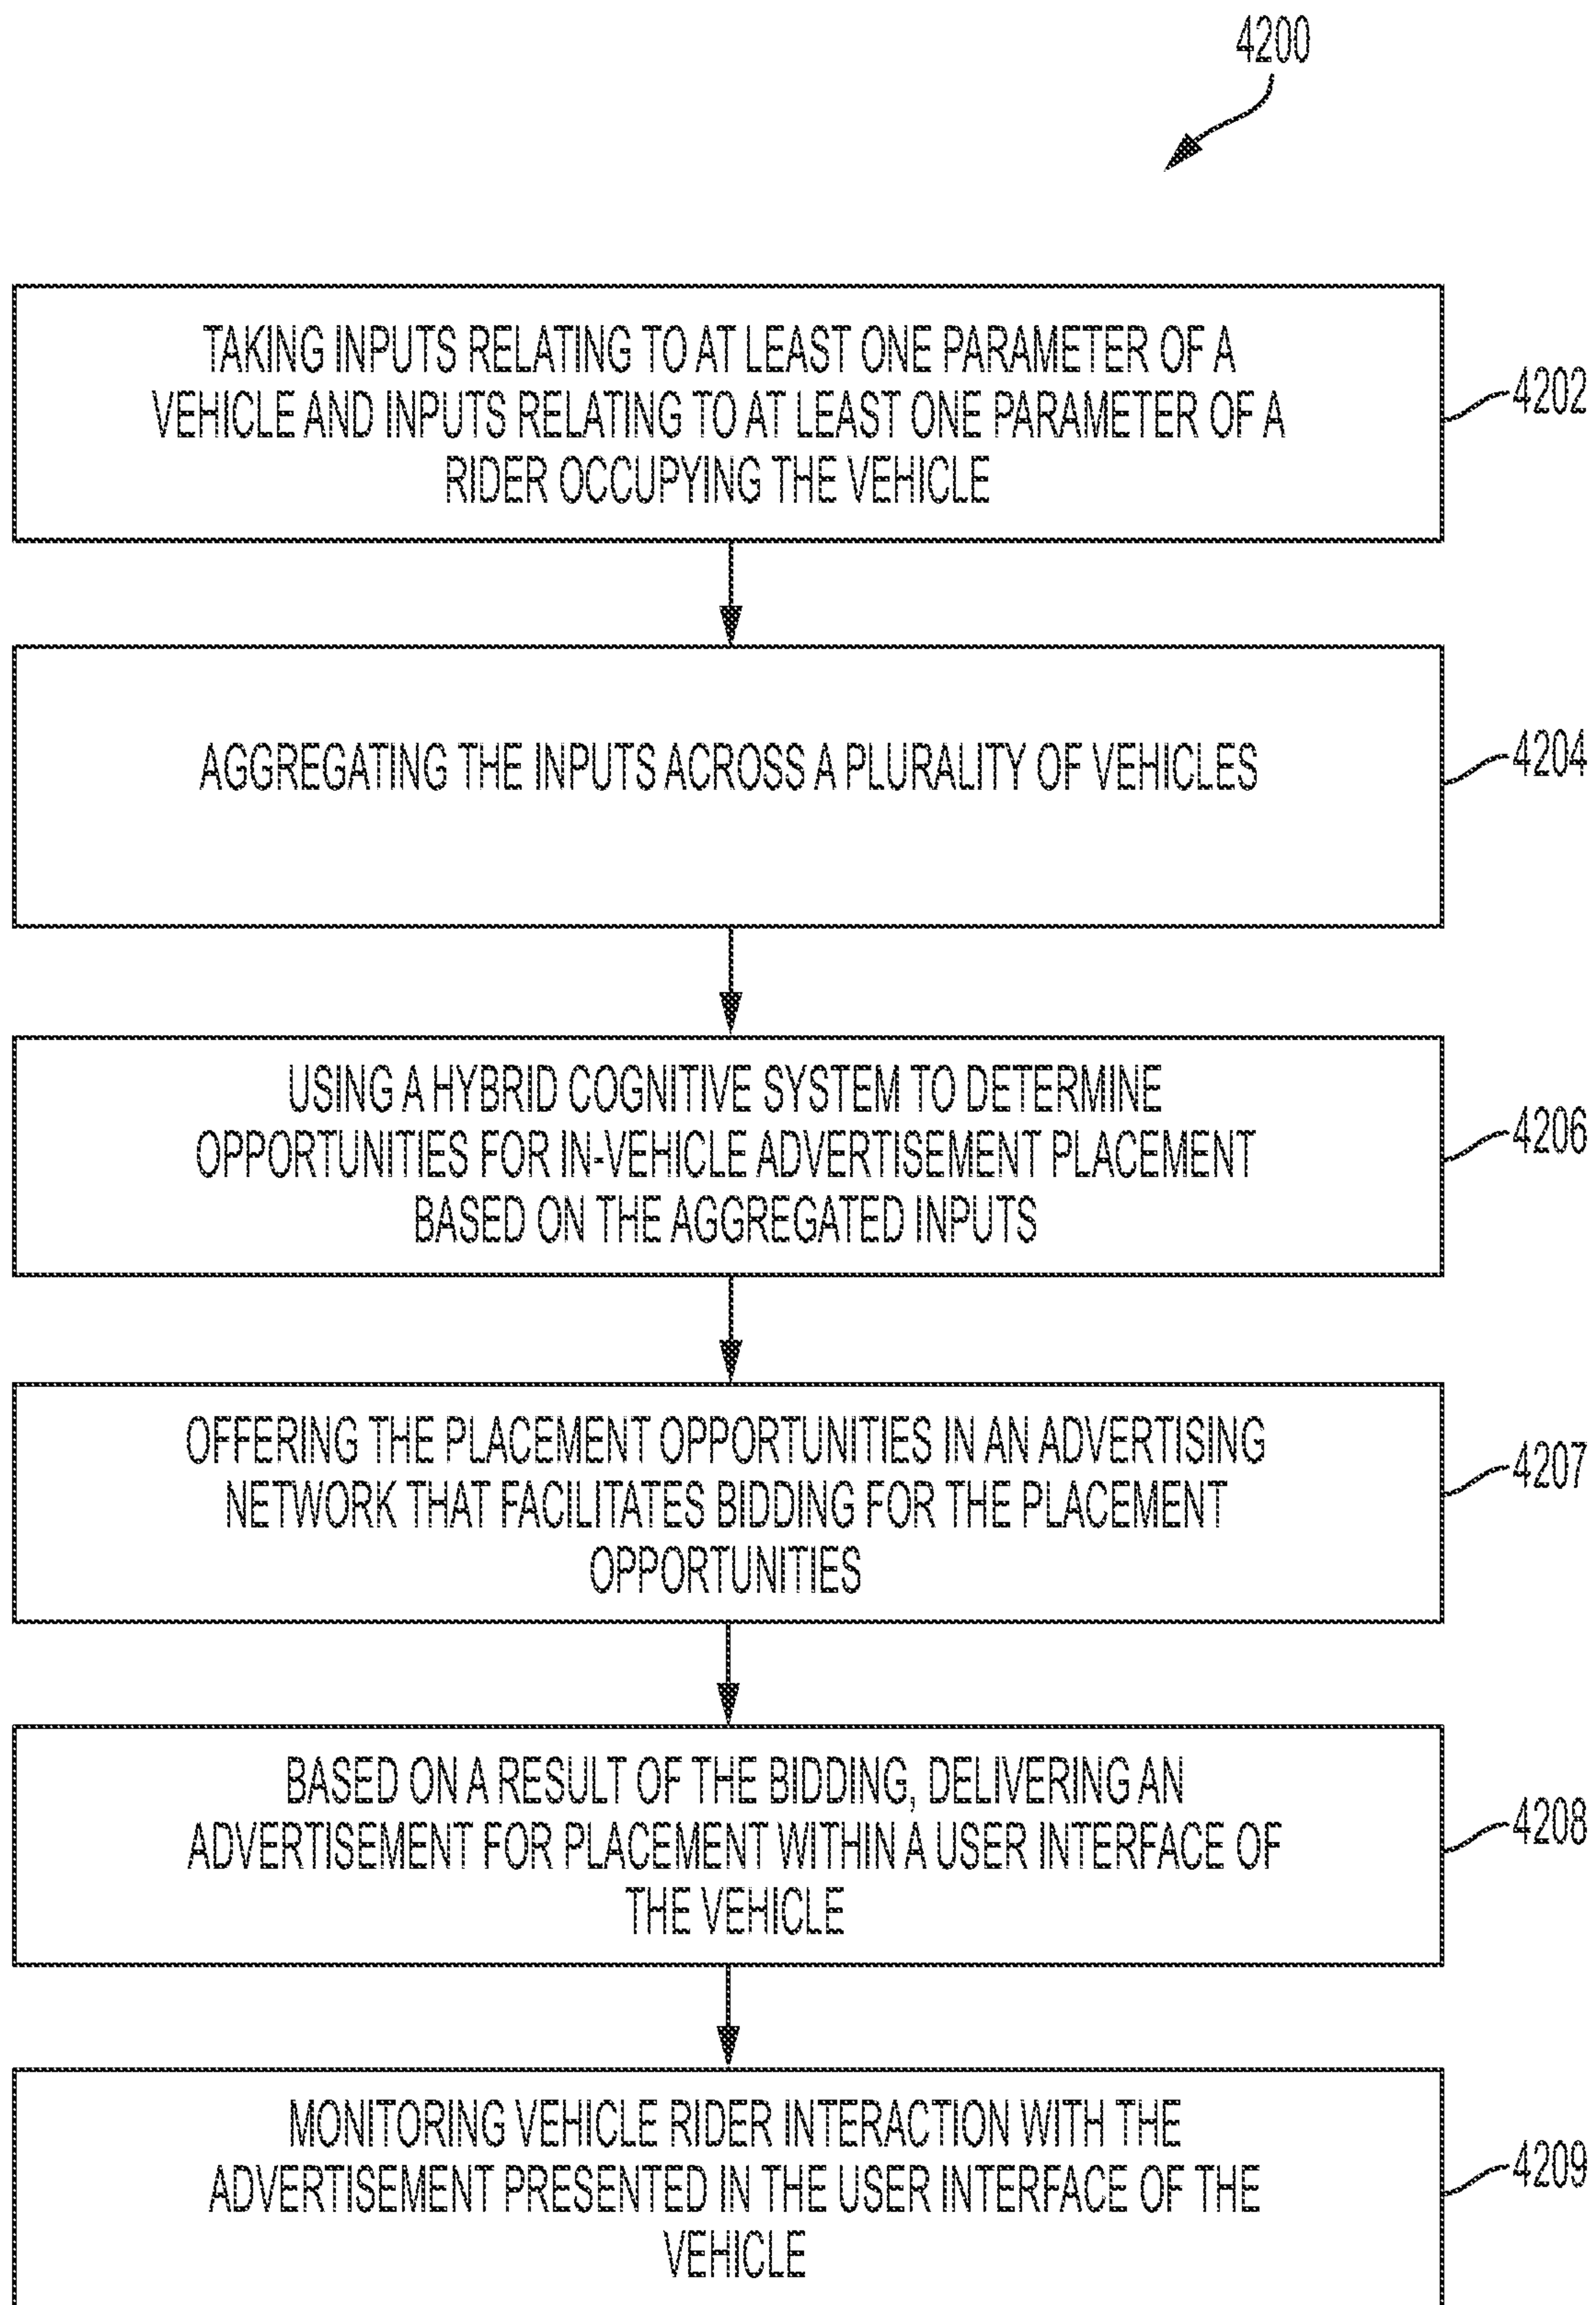 4200
TAKING INPUTS RELATING TO AT LEAST ONE PARAMETER OF A
VEHICLE AND INPUTS RELATING TO AT LEAST ONE PARAMETER OF A
RIDER OCCUPYING THE VEHICLE
4202
AGGREGATING THE INPUTS ACROSS A PLURALITY OF VEHICLES
4204
USING A HYBRID COGNITIVE SYSTEM TO DETERMINE
OPPORTUNITIES FOR IN-VEHICLE ADVERTISEMENT PLACEMENT
BASED ON THE AGGREGATED INPUTS
4206
OFFERING THE PLACEMENT OPPORTUNITIES IN AN ADVERTISING
NETWORK THAT FACILITATES BIDDING FOR THE PLACEMENT
OPPORTUNITIES
4207
BASED ON A RESULT OF THE BIDDING, DELIVERING AN
ADVERTISEMENT FOR PLACEMENT WITHIN A USER INTERFACE OF
THE VEHICLE
4208
MONITORING VEHICLE RIDER INTERACTION WITH THE
ADVERTISEMENT PRESENTED IN THE USER INTERFACE OF THE
VEHICLE
4209